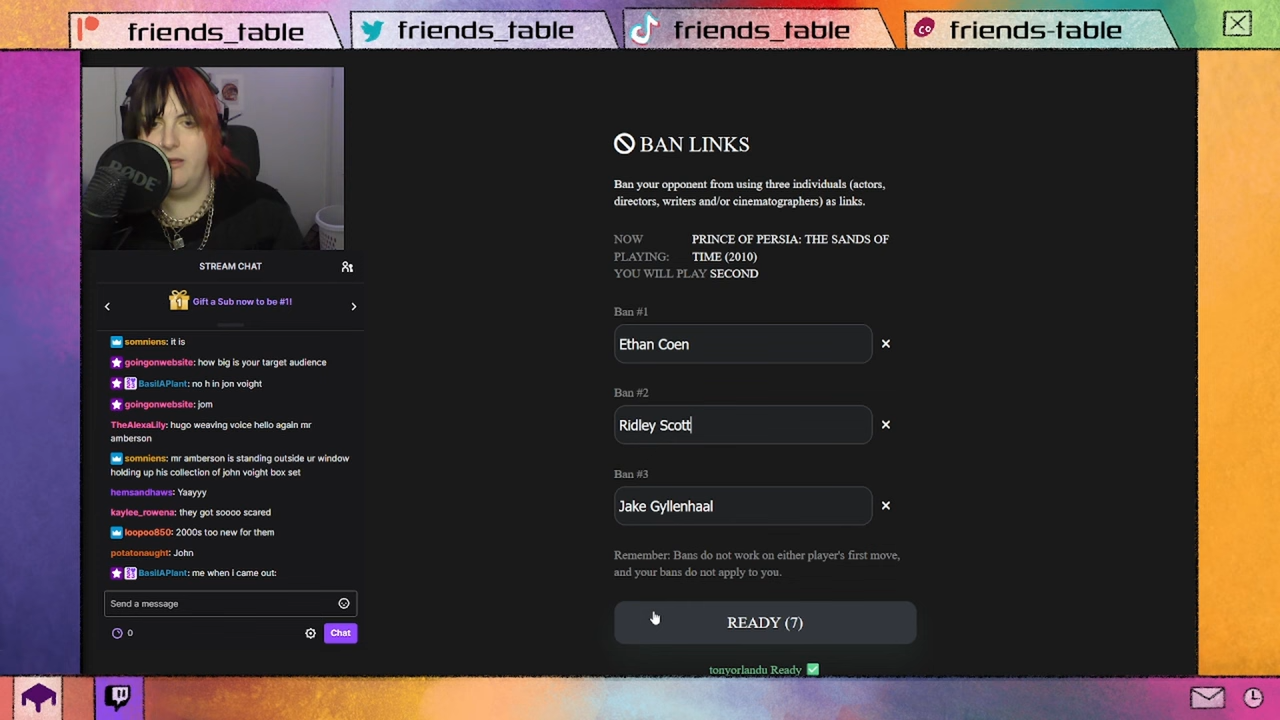 friends_table
friends_table
friends_table
friends-table
RØDE
STREAM CHAT
Gift a Sub now to be #1!
somniens: it is
goingonwebsite: how big is your target audience
BasilAPlant: no h in jon voight
goingonwebsite: jom
TheAlexaLily: hugo weaving voice hello again mr
amberson
somniens: mr amberson is standing outside ur window
holding up his collection of john voight box set
hemsandhaws: Yaayyy
kaylee_rowena: they got soooo scared
loopoo850: 2000s too new for them
potatonaught: John
BasilAPlant: me when i came out:
Send a message
0
Chat
BAN LINKS
Ban your opponent from using three individuals (actors,
directors, writers and/or cinematographers) as links.
NOW PRINCE OF PERSIA: THE SANDS OF
PLAYING: TIME (2010)
YOU WILL PLAY SECOND
Ban #1
Ethan Coen
Ban #2
Ridley Scott
Ban #3
Jake Gyllenhaal
Remember: Bans do not work on either player's first move,
and your bans do not apply to you.
READY (7)
tonyorlandu Ready